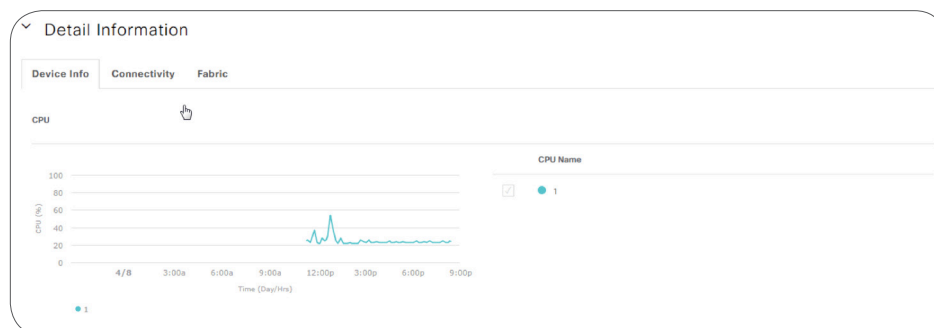 Detail Information
Device Info Connectivity Fabric
CPU
CPU Name
1
100
80
60
40
20
0
CPU (%)
4/8 3:00a 6:00a 9:00a 12:00p 3:00p 6:00p 9:00p
Time (Day/Hrs)
1